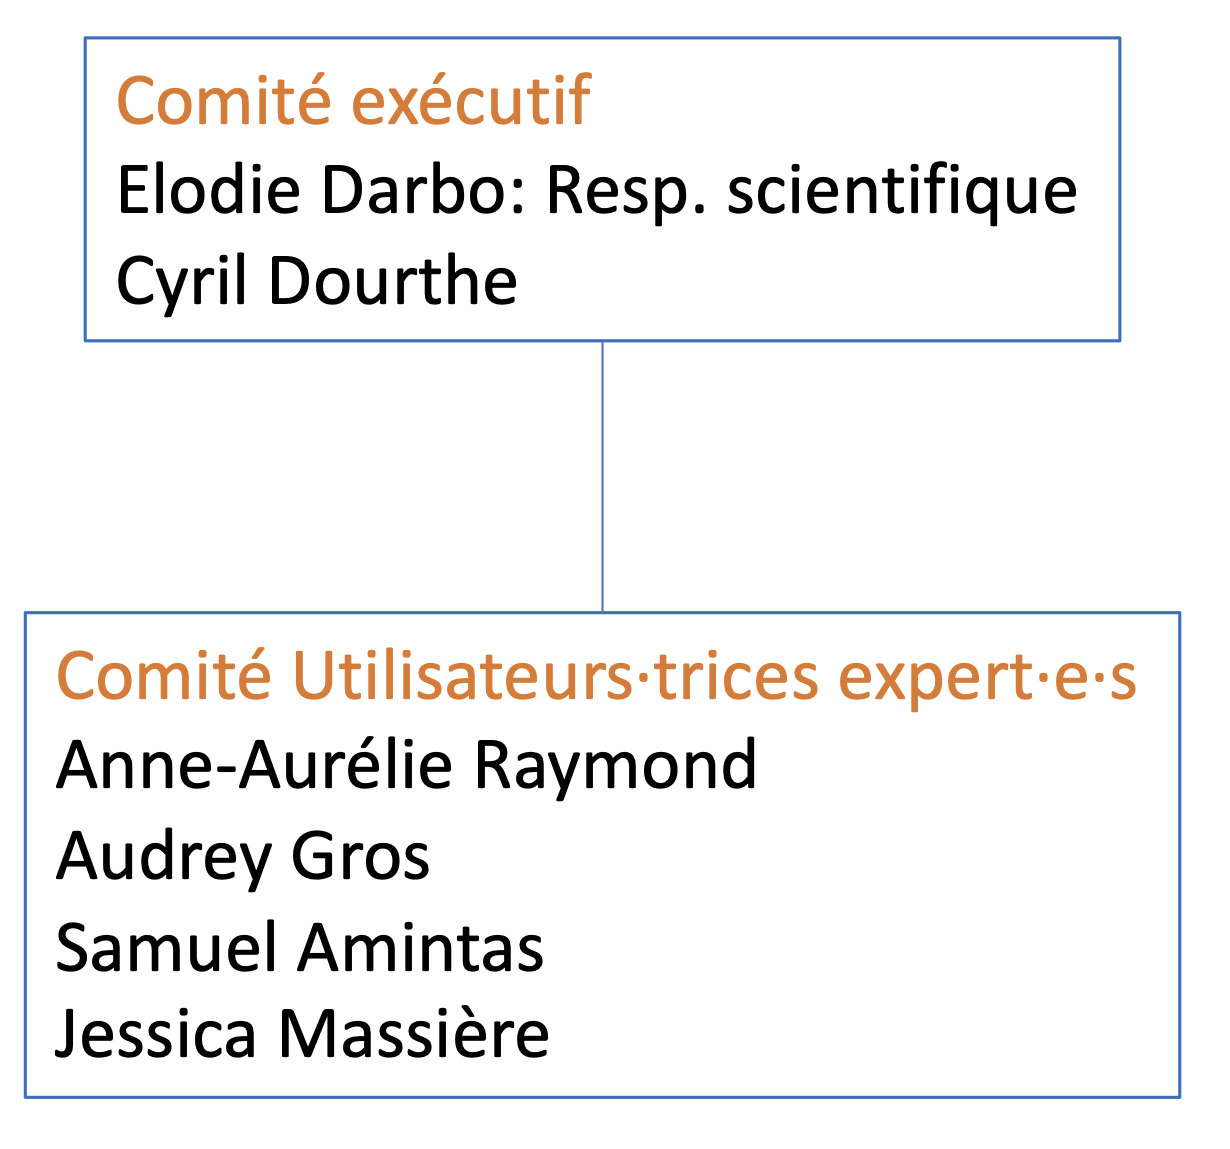 Comité exécutif
Elodie Darbo: Resp. scientifique
Cyril Dourthe
Comité Utilisateurs·trices expert·e·s
Anne-Aurélie Raymond
Audrey Gros
Samuel Amintas
Jessica Massière